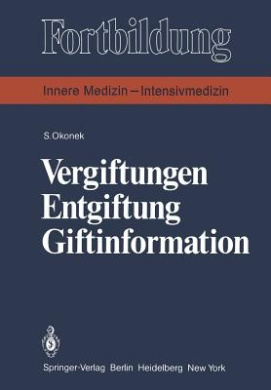 Fortbildung
Innere Medizin – Intensivmedizin
S. Okonek
Vergiftungen
Entgiftung
Giftinformation
Springer-Verlag Berlin Heidelberg New York